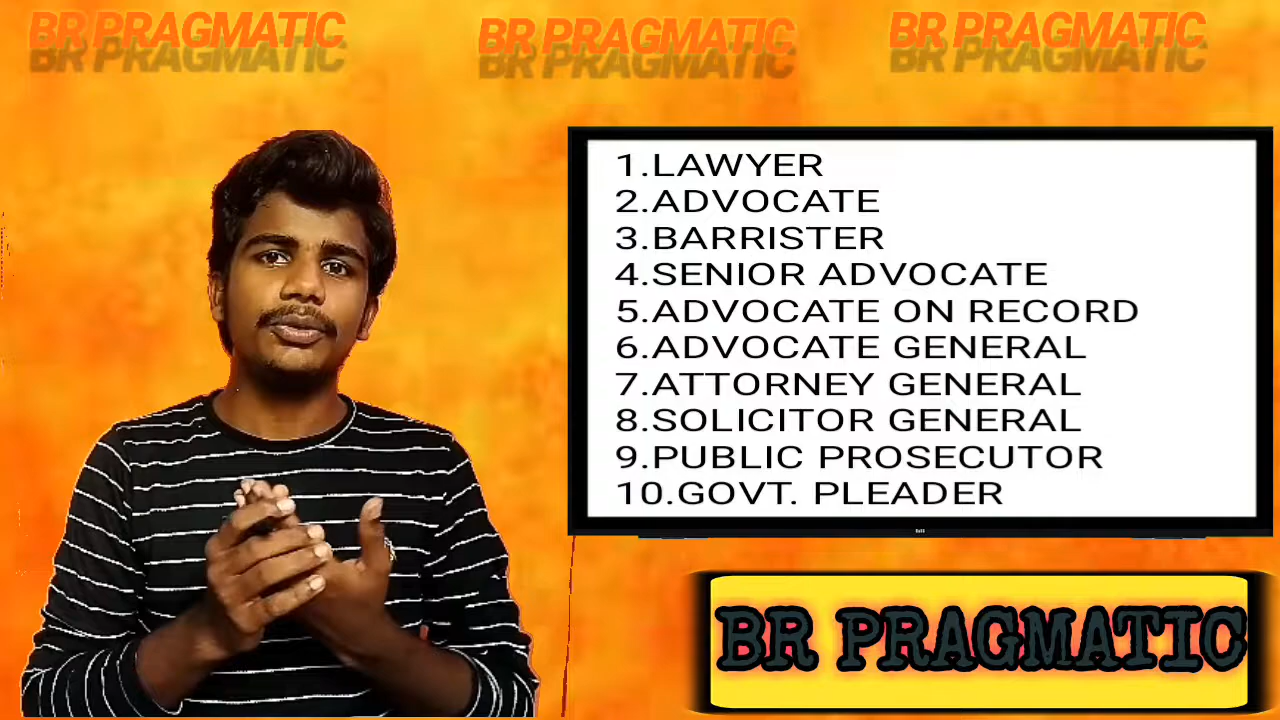 BR PRAGMATIC BR PRAGMATIC BR PRAGMATIC
BR PRAGMATIC BR PRAGMATIC BR PRAGMATIC
1.LAWYER
2.ADVOCATE
3.BARRISTER
4.SENIOR ADVOCATE
5.ADVOCATE ON RECORD
6.ADVOCATE GENERAL
7.ATTORNEY GENERAL
8.SOLICITOR GENERAL
9.PUBLIC PROSECUTOR
10.GOVT. PLEADER
BR PRAGMATIC